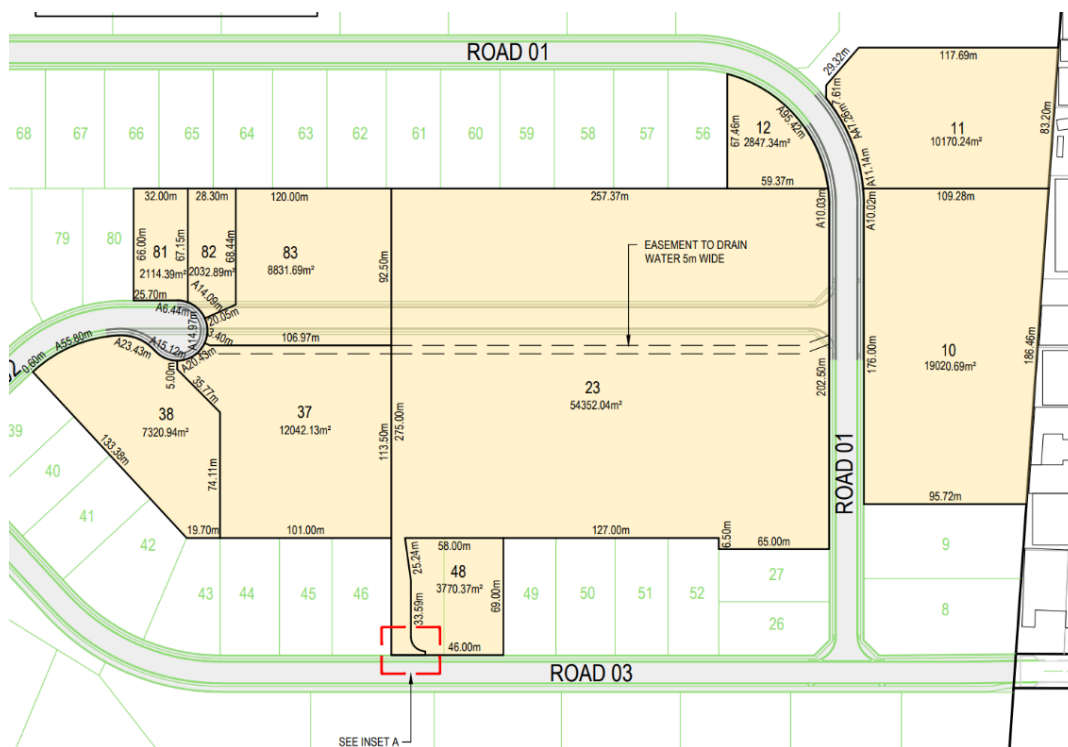 ROAD 01
117.69m
29.32m
7.61m
A47.26m
A11.14m
83.20m
11
10170.24m²
68
67
66
65
64
63
62
61
60
59
58
57
56
67.46m
12
2847.34m²
A95.42m
59.37m
32.00m
28.30m
120.00m
257.37m
A10.03m
A10.02m
109.28m
79
80
66.00m
81
2114.39m²
67.15m
82
2032.89m²
68.44m
83
8831.69m²
92.50m
EASEMENT TO DRAIN
WATER 5m WIDE
25.70m
A6.44m
A14.09m
20.05m
A14.97m
3.40m
106.97m
A55.80m
0.60m
A23.43m
A15.12m
A20.43m
5.00m
35.77m
202.50m
176.00m
10
19020.69m²
186.46m
23
54352.04m²
38
7320.94m²
37
12042.13m²
113.50m
275.00m
39
40
41
42
133.38m
74.11m
ROAD 01
95.72m
19.70m
101.00m
127.00m
6.50m
65.00m
58.00m
25.24m
48
3770.37m²
33.59m
69.00m
46.00m
43
44
45
46
49
50
51
52
27
26
9
8
ROAD 03
SEE INSET A